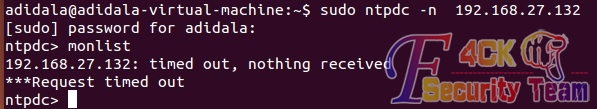 adidala@adidala-virtual-machine:~$ sudo ntpdc -n  192.168.27.132
[sudo] password for adidala:
ntpdc> monlist
192.168.27.132: timed out, nothing received
***Request timed out
ntpdc>
F4CK
Security Team